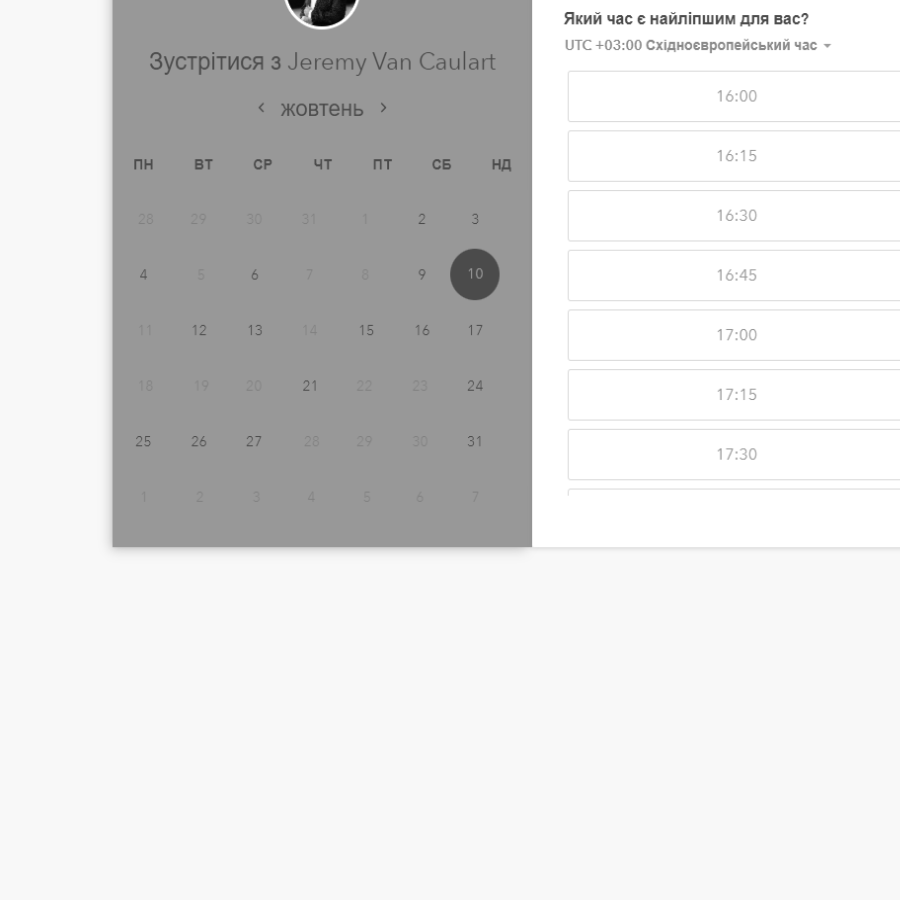 Зустрітися з Jeremy Van Caulart
‹ жовтень ›
ПН ВТ СР ЧТ ПТ СБ НД
28 29 30 31 1 2 3
4 5 6 7 8 9 10
11 12 13 14 15 16 17
18 19 20 21 22 23 24
25 26 27 28 29 30 31
1 2 3 4 5 6 7
Який час є найліпшим для вас?
UTC +03:00 Східноєвропейський час
16:00
16:15
16:30
16:45
17:00
17:15
17:30